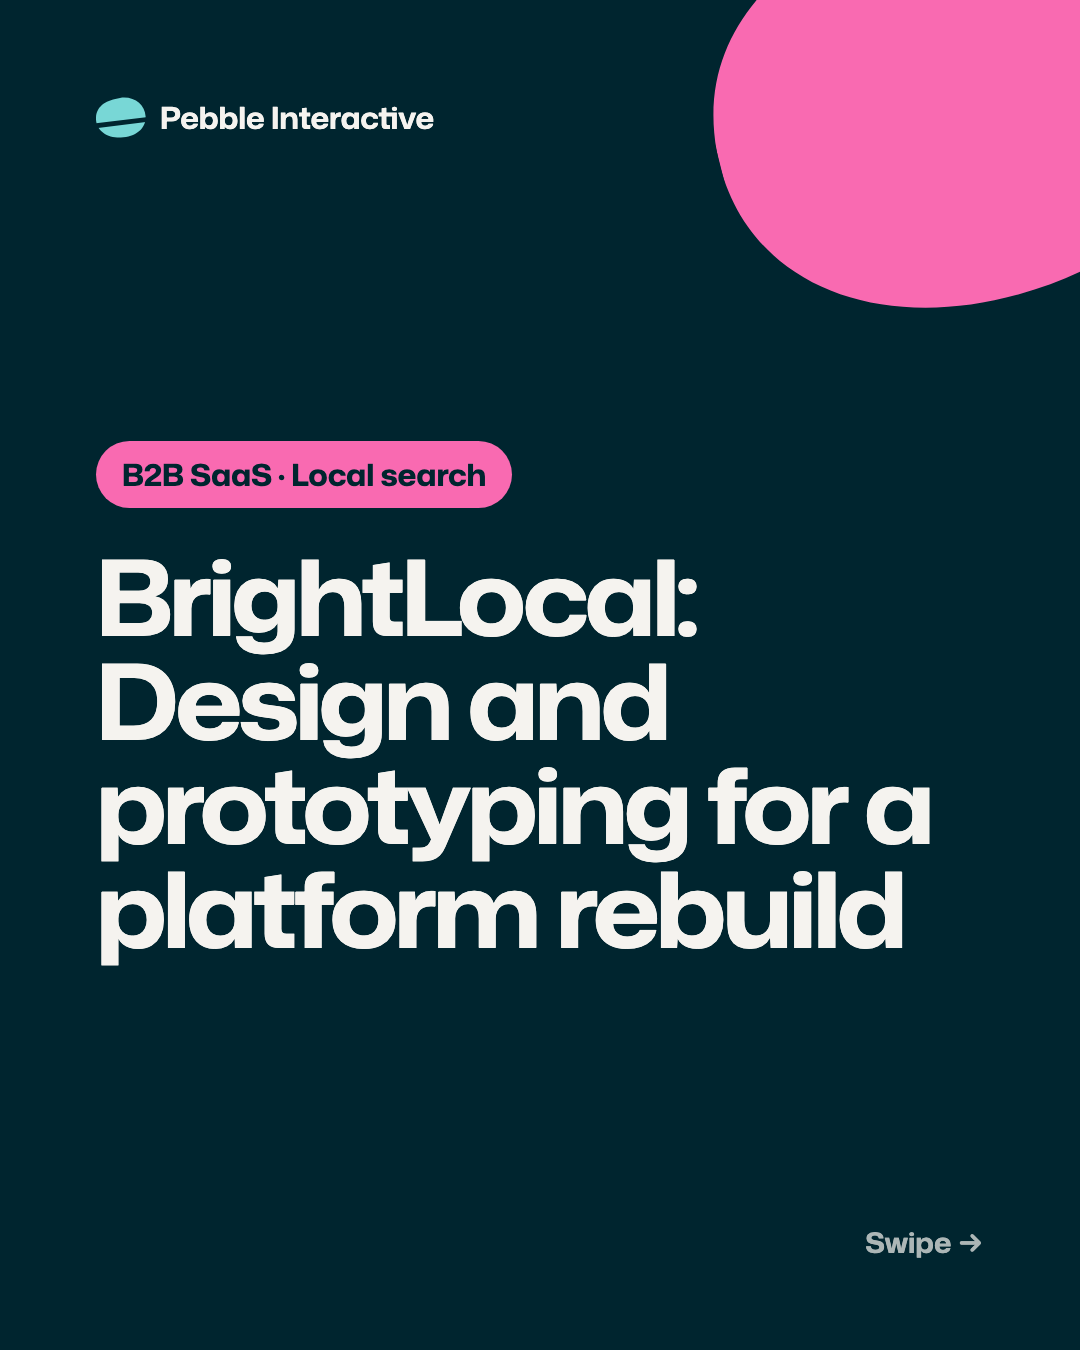 Pebble Interactive
B2B SaaS · Local search
BrightLocal:
Design and
prototyping for a
platform rebuild
Swipe →